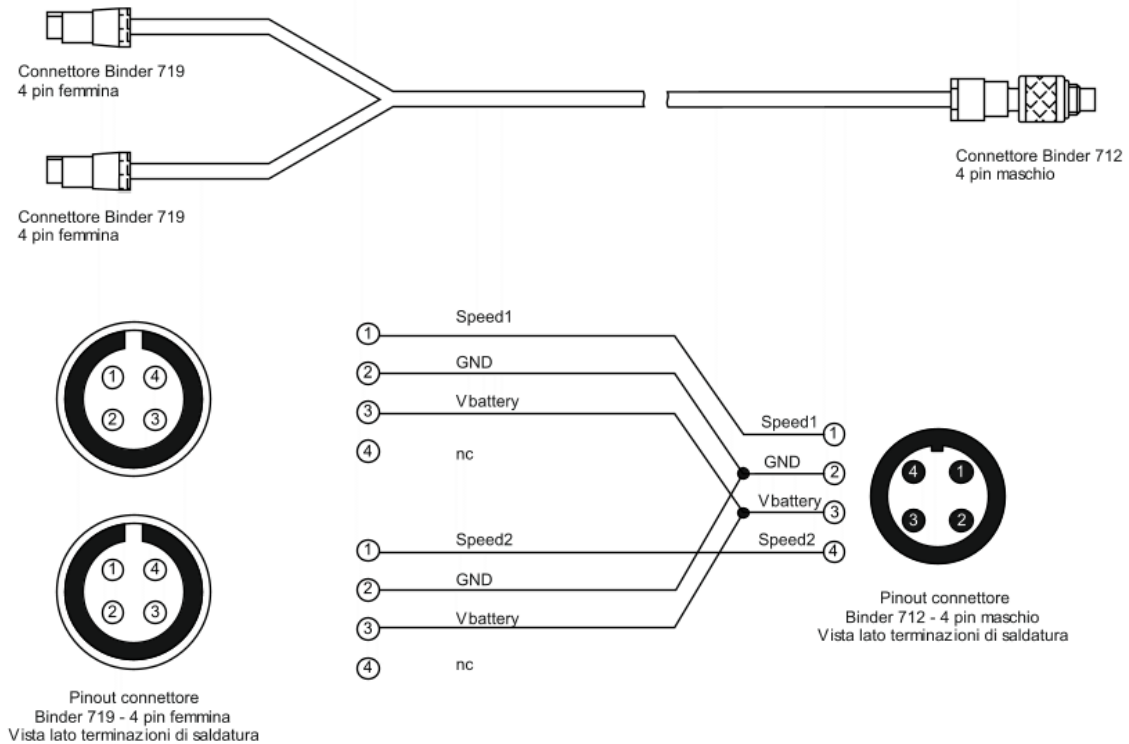 Connettore Binder 719
4 pin femmina
Connettore Binder 712
4 pin maschio
Connettore Binder 719
4 pin femmina
1
Speed1
2
GND
3
Vbattery
4
nc
1
Speed2
2
GND
3
Vbattery
4
nc
Speed1
1
GND
2
Vbattery
3
Speed2
4
1 4
2 3
1 4
2 3
Pinout connettore
Binder 719 - 4 pin femmina
Vista lato terminazioni di saldatura
4 1
3 2
Pinout connettore
Binder 712 - 4 pin maschio
Vista lato terminazioni di saldatura